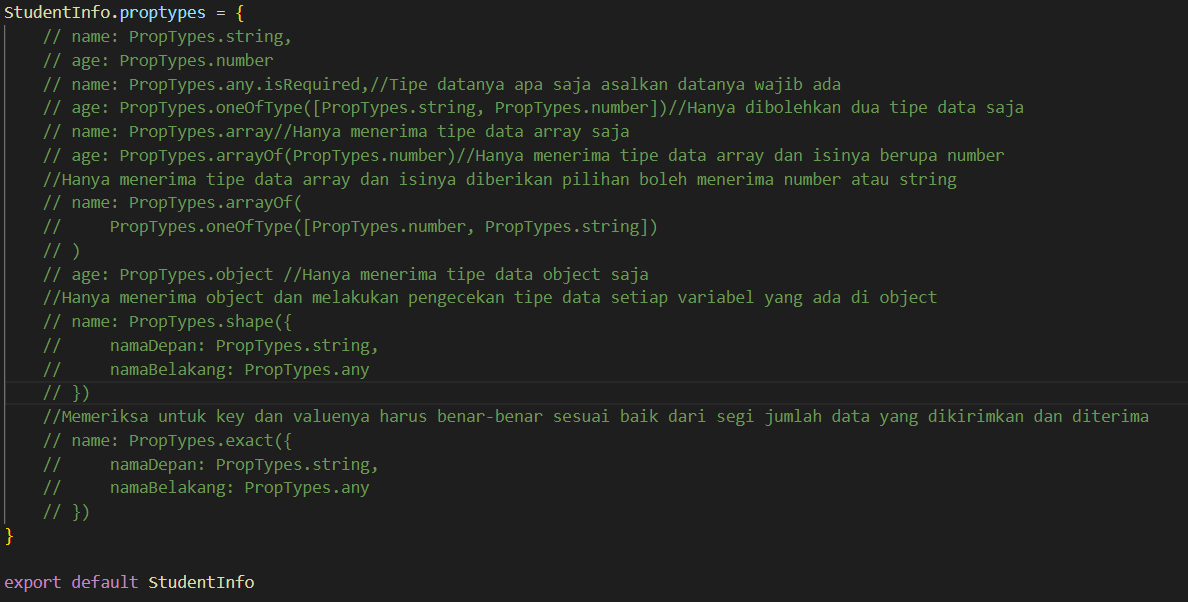 StudentInfo.proptypes = {
    // name: PropTypes.string,
    // age: PropTypes.number
    // name: PropTypes.any.isRequired,//Tipe datanya apa saja asalkan datanya wajib ada
    // age: PropTypes.oneOfType([PropTypes.string, PropTypes.number])//Hanya dibolehkan dua tipe data saja
    // name: PropTypes.array//Hanya menerima tipe data array saja
    // age: PropTypes.arrayOf(PropTypes.number)//Hanya menerima tipe data array dan isinya berupa number
    //Hanya menerima tipe data array dan isinya diberikan pilihan boleh menerima number atau string
    // name: PropTypes.arrayOf(
    //     PropTypes.oneOfType([PropTypes.number, PropTypes.string])
    // )
    // age: PropTypes.object //Hanya menerima tipe data object saja
    //Hanya menerima object dan melakukan pengecekan tipe data setiap variabel yang ada di object
    // name: PropTypes.shape({
    //     namaDepan: PropTypes.string,
    //     namaBelakang: PropTypes.any
    // })
    //Memeriksa untuk key dan valuenya harus benar-benar sesuai baik dari segi jumlah data yang dikirimkan dan diterima
    // name: PropTypes.exact({
    //     namaDepan: PropTypes.string,
    //     namaBelakang: PropTypes.any
    // })
}

export default StudentInfo